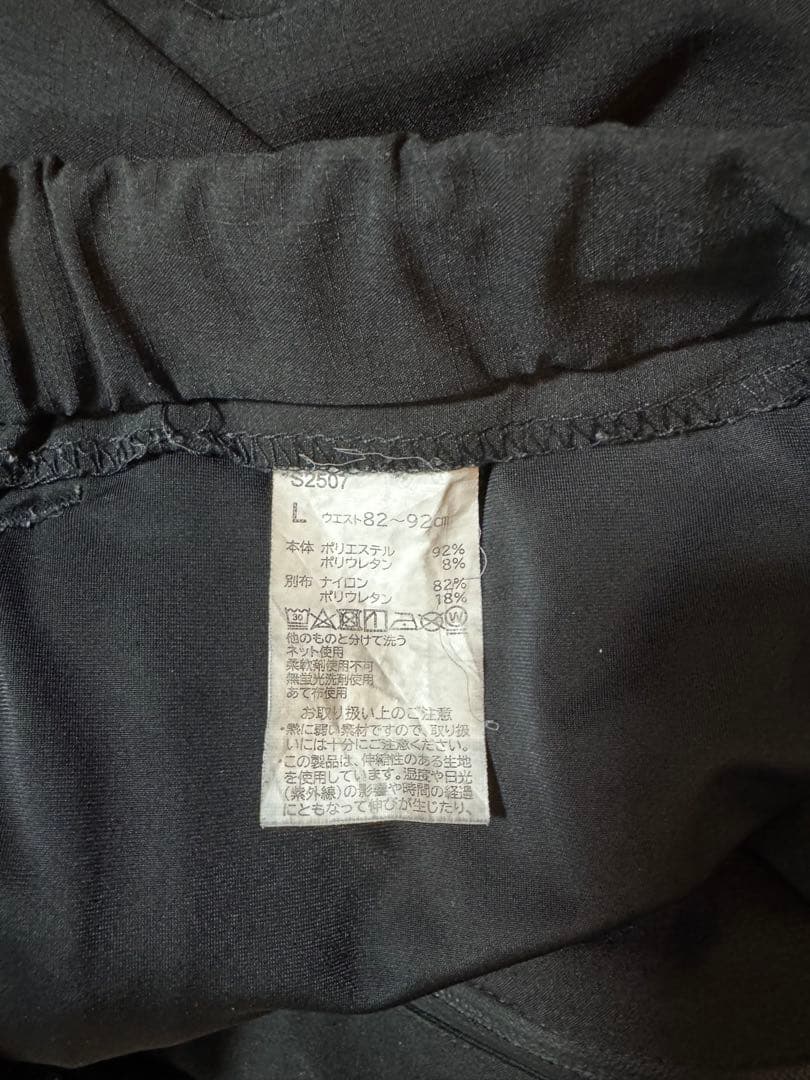 S2507
L ウエスト82～92cm
本体 ポリエステル 92%
ポリウレタン 8%
別布 ナイロン 82%
ポリウレタン 18%
30 W
他のものと分けて洗う
ネット使用
柔軟剤使用不可
無蛍光洗剤使用
あて布使用
お取り扱い上のご注意
・熱に弱い素材ですので、取り扱
いには十分にご注意ください。
・この製品は、伸縮性のある生地
を使用しています。湿度や日光
(紫外線)の影響や時間の経過
にともなって伸びが生じたり、